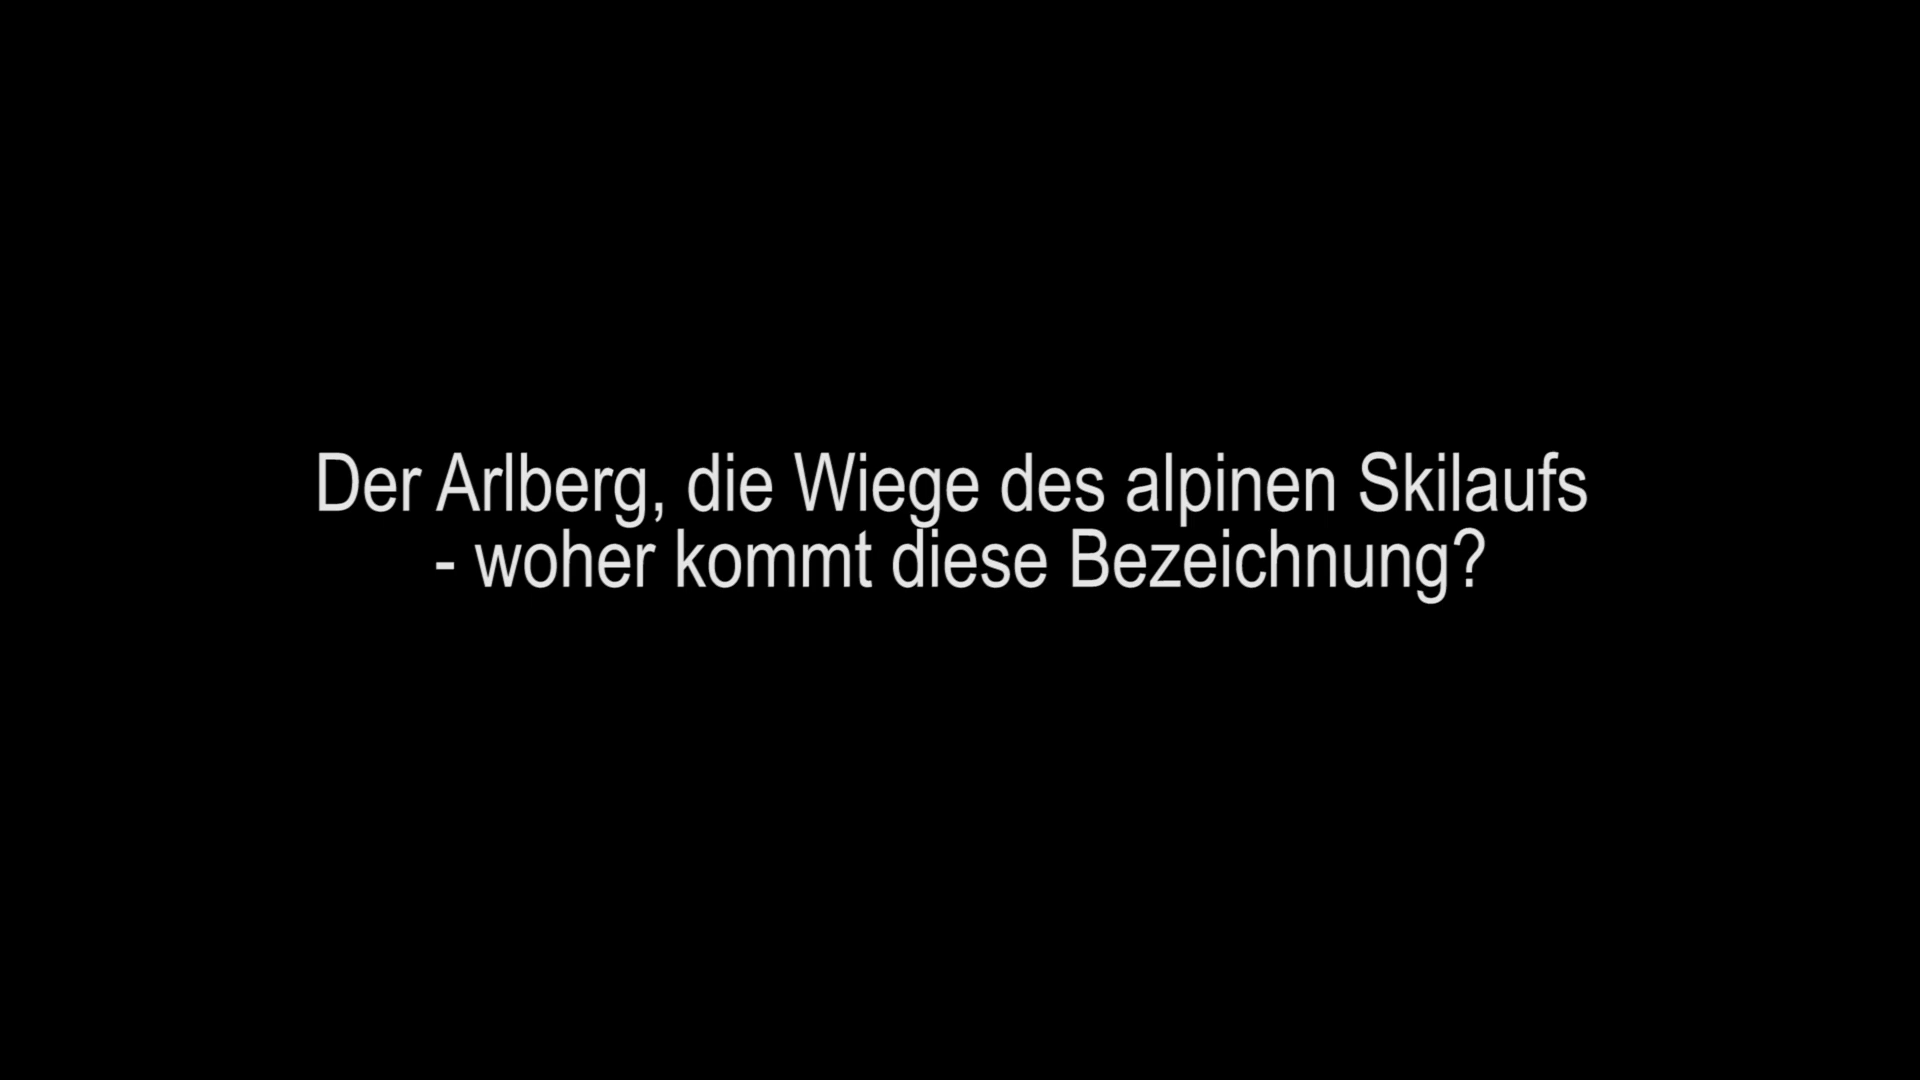 Der Arlberg, die Wiege des alpinen Skilaufs
- woher kommt diese Bezeichnung?